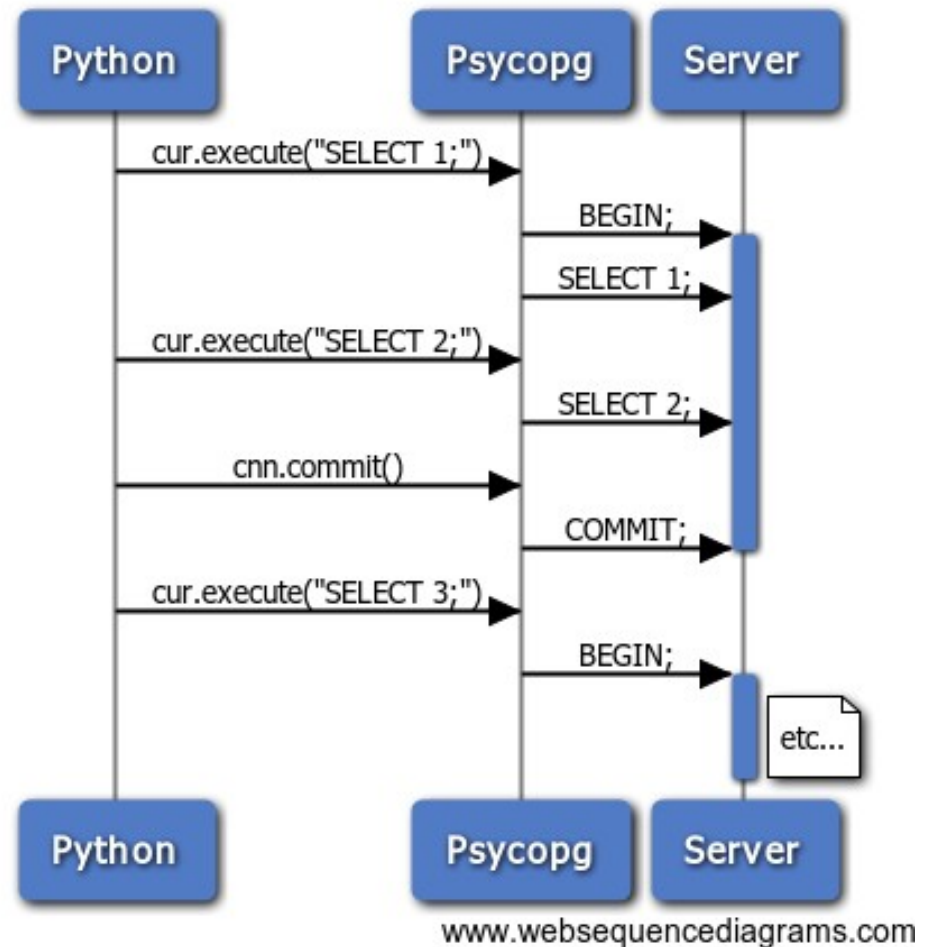 Python Psycopg Server
cur.execute("SELECT 1;")
BEGIN;
SELECT 1;
cur.execute("SELECT 2;")
SELECT 2;
cnn.commit()
COMMIT;
cur.execute("SELECT 3;")
BEGIN;
etc...
Python Psycopg Server
www.websequencediagrams.com